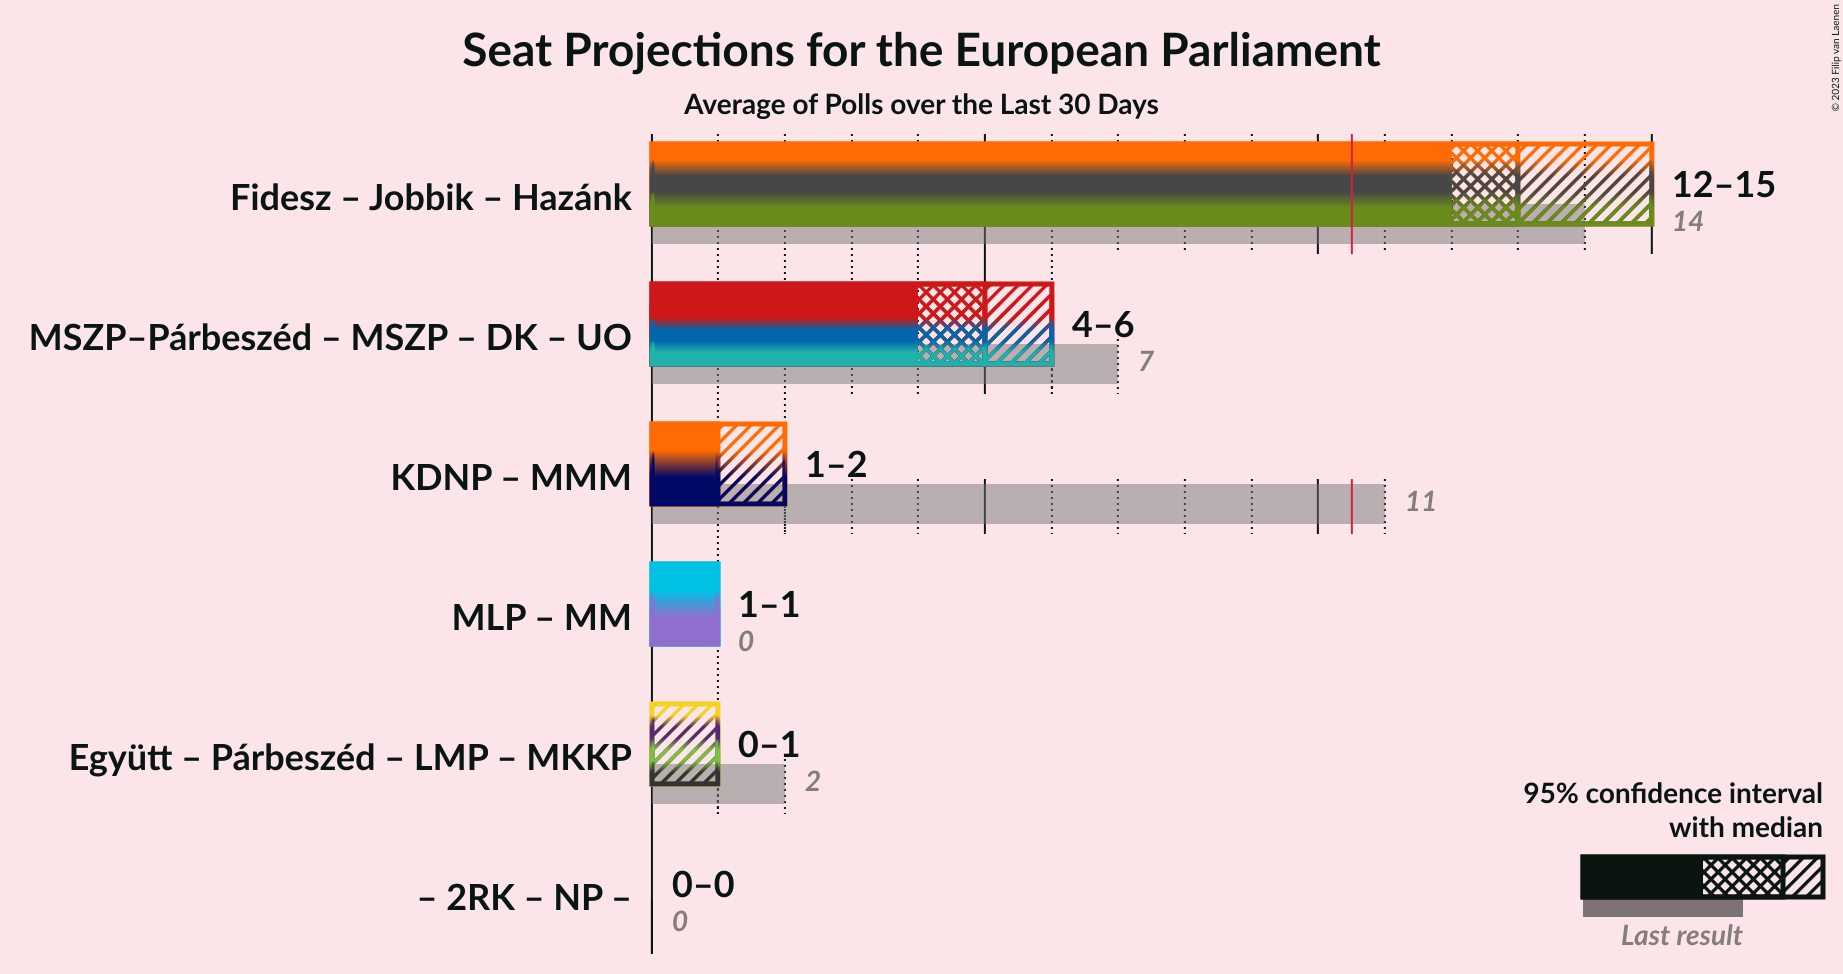 Seat Projections for the European Parliament
Average of Polls over the Last 30 Days
© 2023 Filip van Laenen
Fidesz – Jobbik – Hazánk
12–15
14
MSZP–Párbeszéd – MSZP – DK – UO
4–6
7
KDNP – MMM
1–2
11
MLP – MM
1–1
0
Együtt – Párbeszéd – LMP – MKKP
0–1
2
– 2RK – NP –
0–0
0
95% confidence interval
with median
Last result